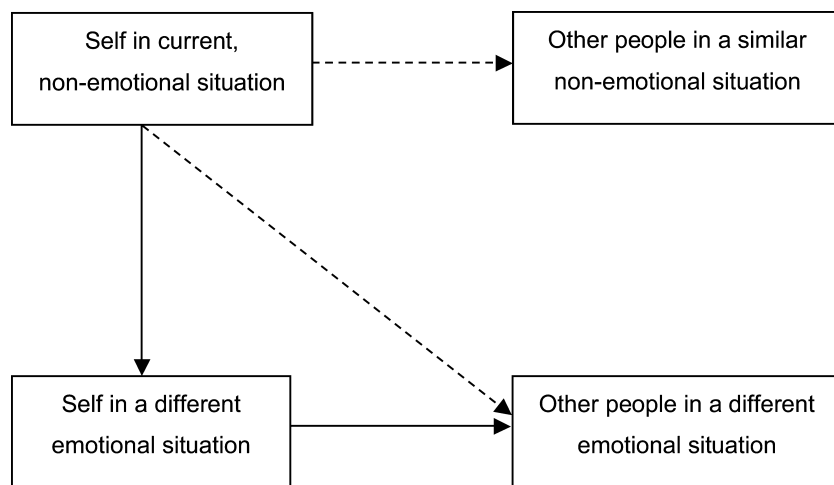 Self in current,
non-emotional situation
Other people in a similar
non-emotional situation
Self in a different
emotional situation
Other people in a different
emotional situation